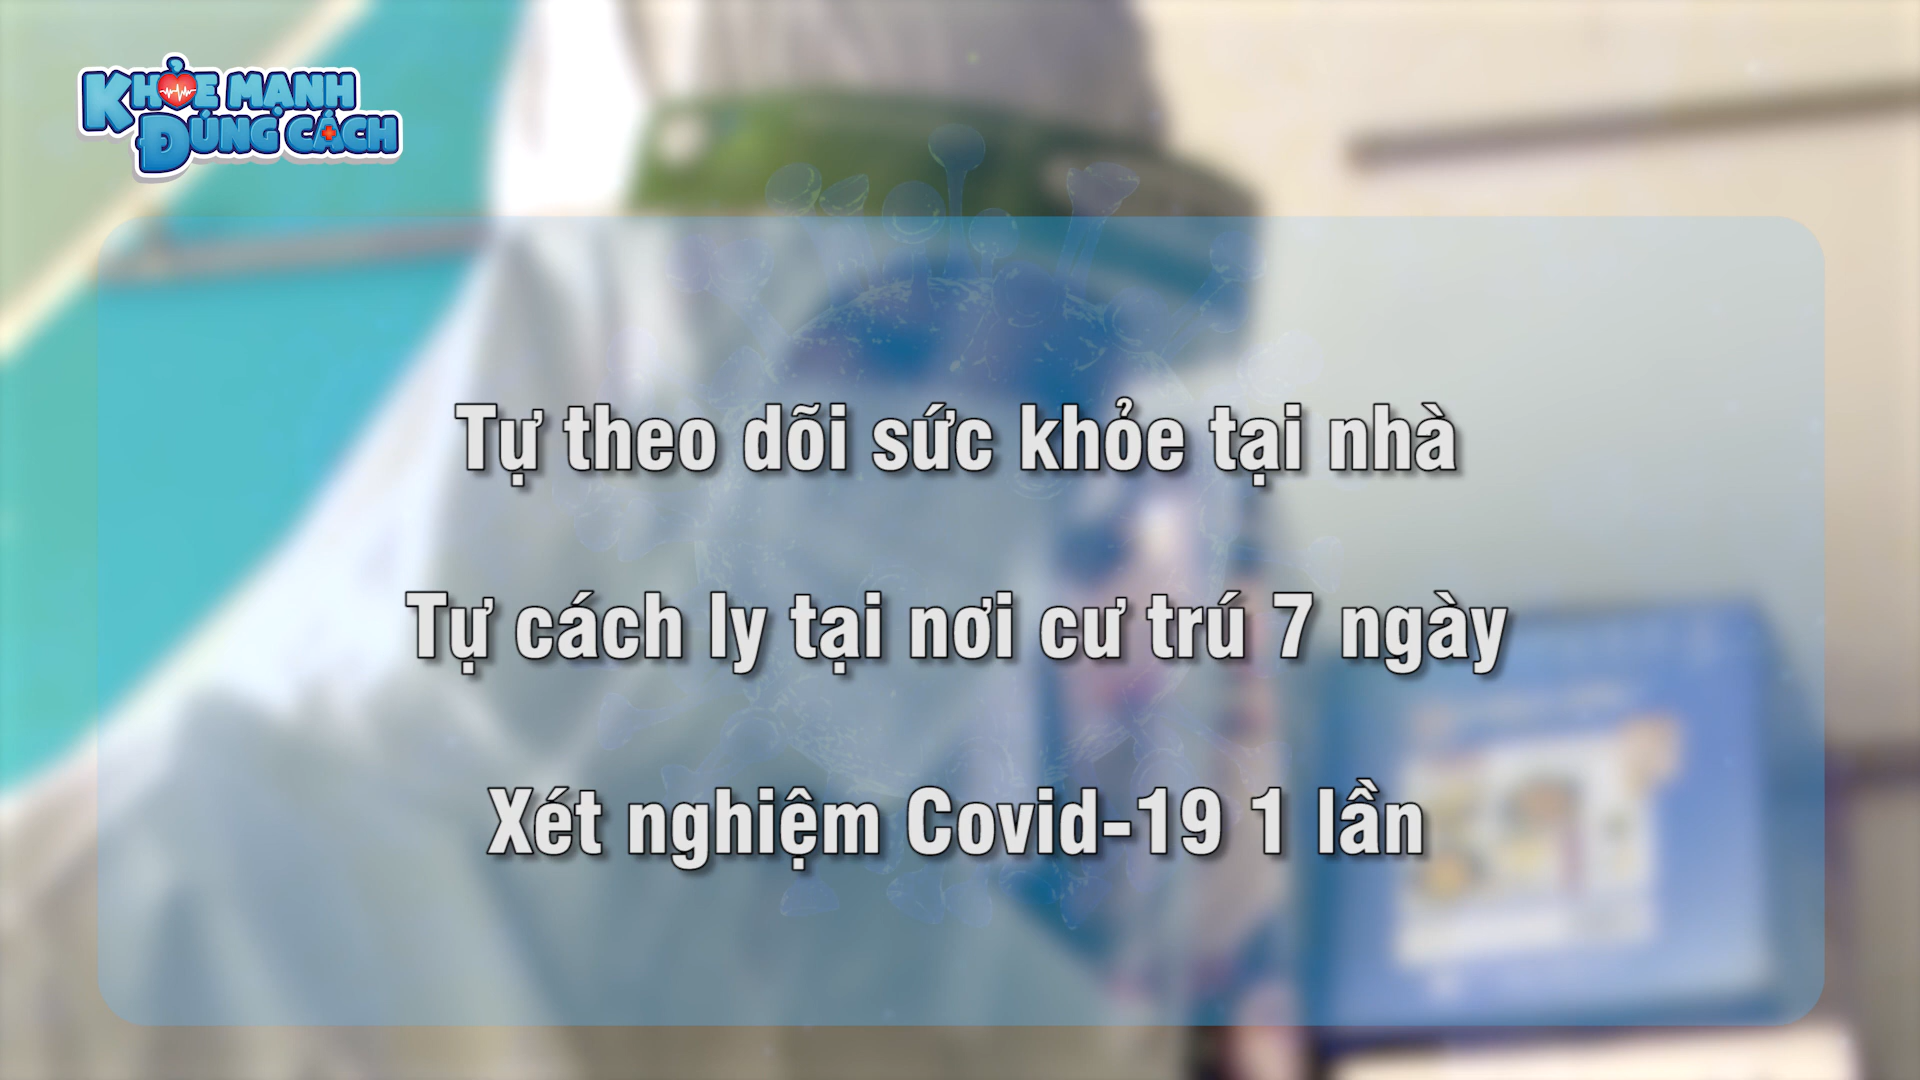 KHỎE MẠNH
ĐÚNG CÁCH
Tự theo dõi sức khỏe tại nhà
Tự cách ly tại nơi cư trú 7 ngày
Xét nghiệm Covid-19 1 lần